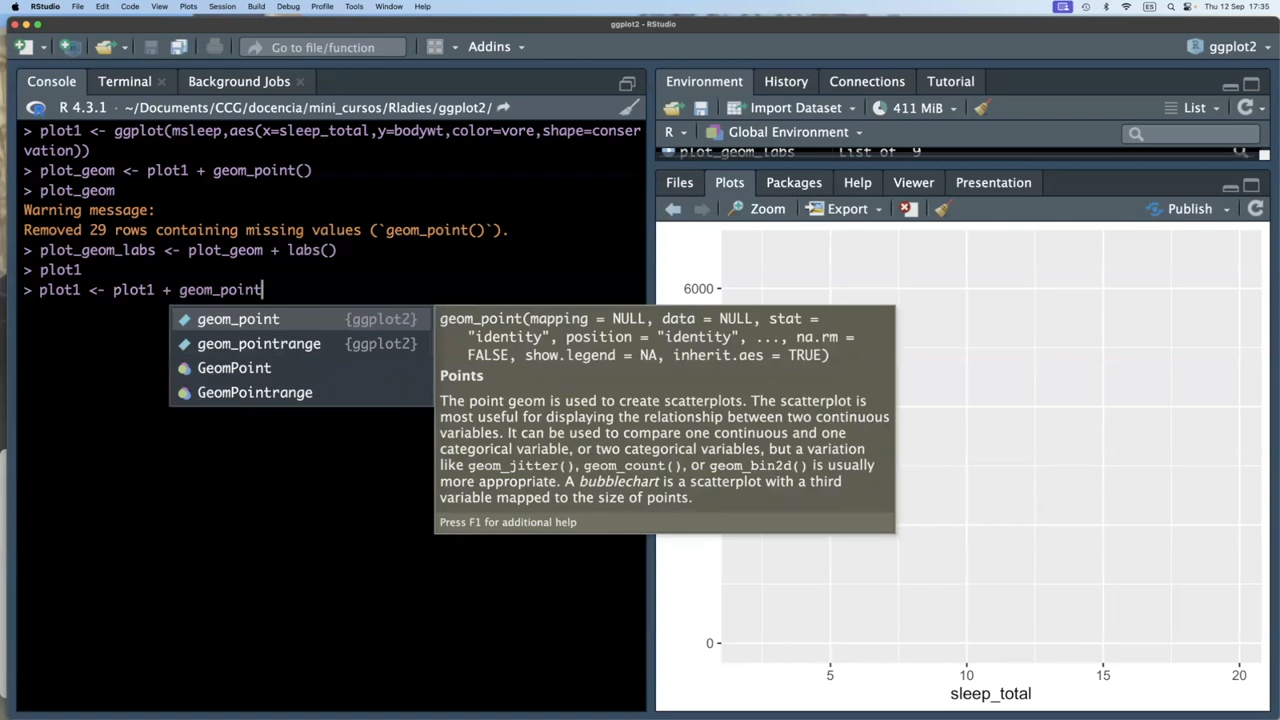 RStudio File Edit Code View Plots Session Build Debug Profile Tools Window Help ES Thu 12 Sep 17:35
ggplot2 - RStudio
Go to file/function Addins ggplot2
Console Terminal Background Jobs
R 4.3.1 · ~/Documents/CCG/docencia/mini_cursos/Rladies/ggplot2/
> plot1 <- ggplot(msleep,aes(x=sleep_total,y=bodywt,color=vore,shape=conser
vation))
> plot_geom <- plot1 + geom_point()
> plot_geom
Warning message:
Removed 29 rows containing missing values (`geom_point()`).
> plot_geom_labs <- plot_geom + labs()
> plot1
> plot1 <- plot1 + geom_point
geom_point {ggplot2}
geom_pointrange {ggplot2}
GeomPoint
GeomPointrange
geom_point(mapping = NULL, data = NULL, stat =
"identity", position = "identity", ..., na.rm =
FALSE, show.legend = NA, inherit.aes = TRUE)
Points
The point geom is used to create scatterplots. The scatterplot is
most useful for displaying the relationship between two continuous
variables. It can be used to compare one continuous and one
categorical variable, or two categorical variables, but a variation
like geom_jitter(), geom_count(), or geom_bin2d() is usually
more appropriate. A bubblechart is a scatterplot with a third
variable mapped to the size of points.
Press F1 for additional help
Environment History Connections Tutorial
Import Dataset 411 MiB List
R Global Environment
plot_geom_labs List of 9
Files Plots Packages Help Viewer Presentation
Zoom Export Publish
6000
0
5 10 15 20
sleep_total